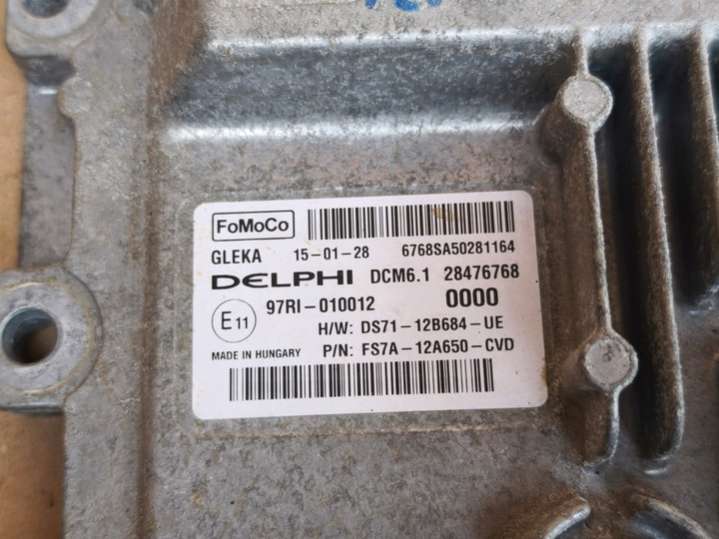 FoMoCo
GLEKA 15-01-28 6768SA50281164
DELPHI DCM6.1 28476768
E11 97RI-010012 0000
H/W: DS71-12B684-UE
MADE IN HUNGARY P/N: FS7A-12A650-CVD